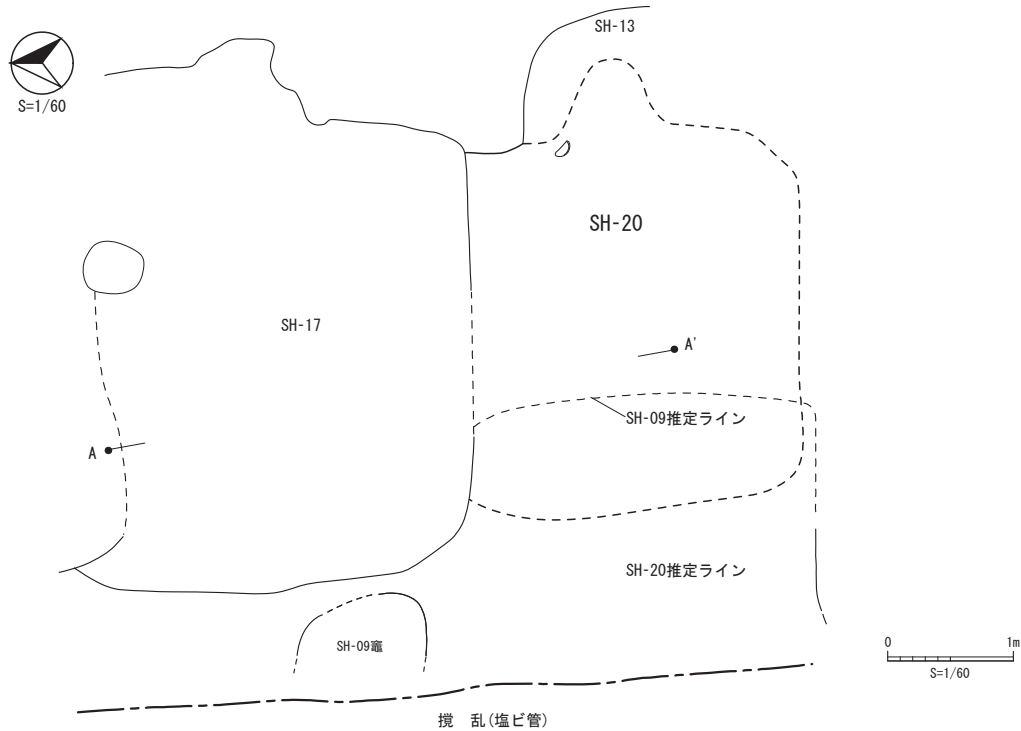 SH-13
S=1/60
SH-20
SH-17
A'
SH-09推定ライン
A
SH-20推定ライン
SH-09竈
0 1m
S=1/60
撹 乱(塩ビ管)